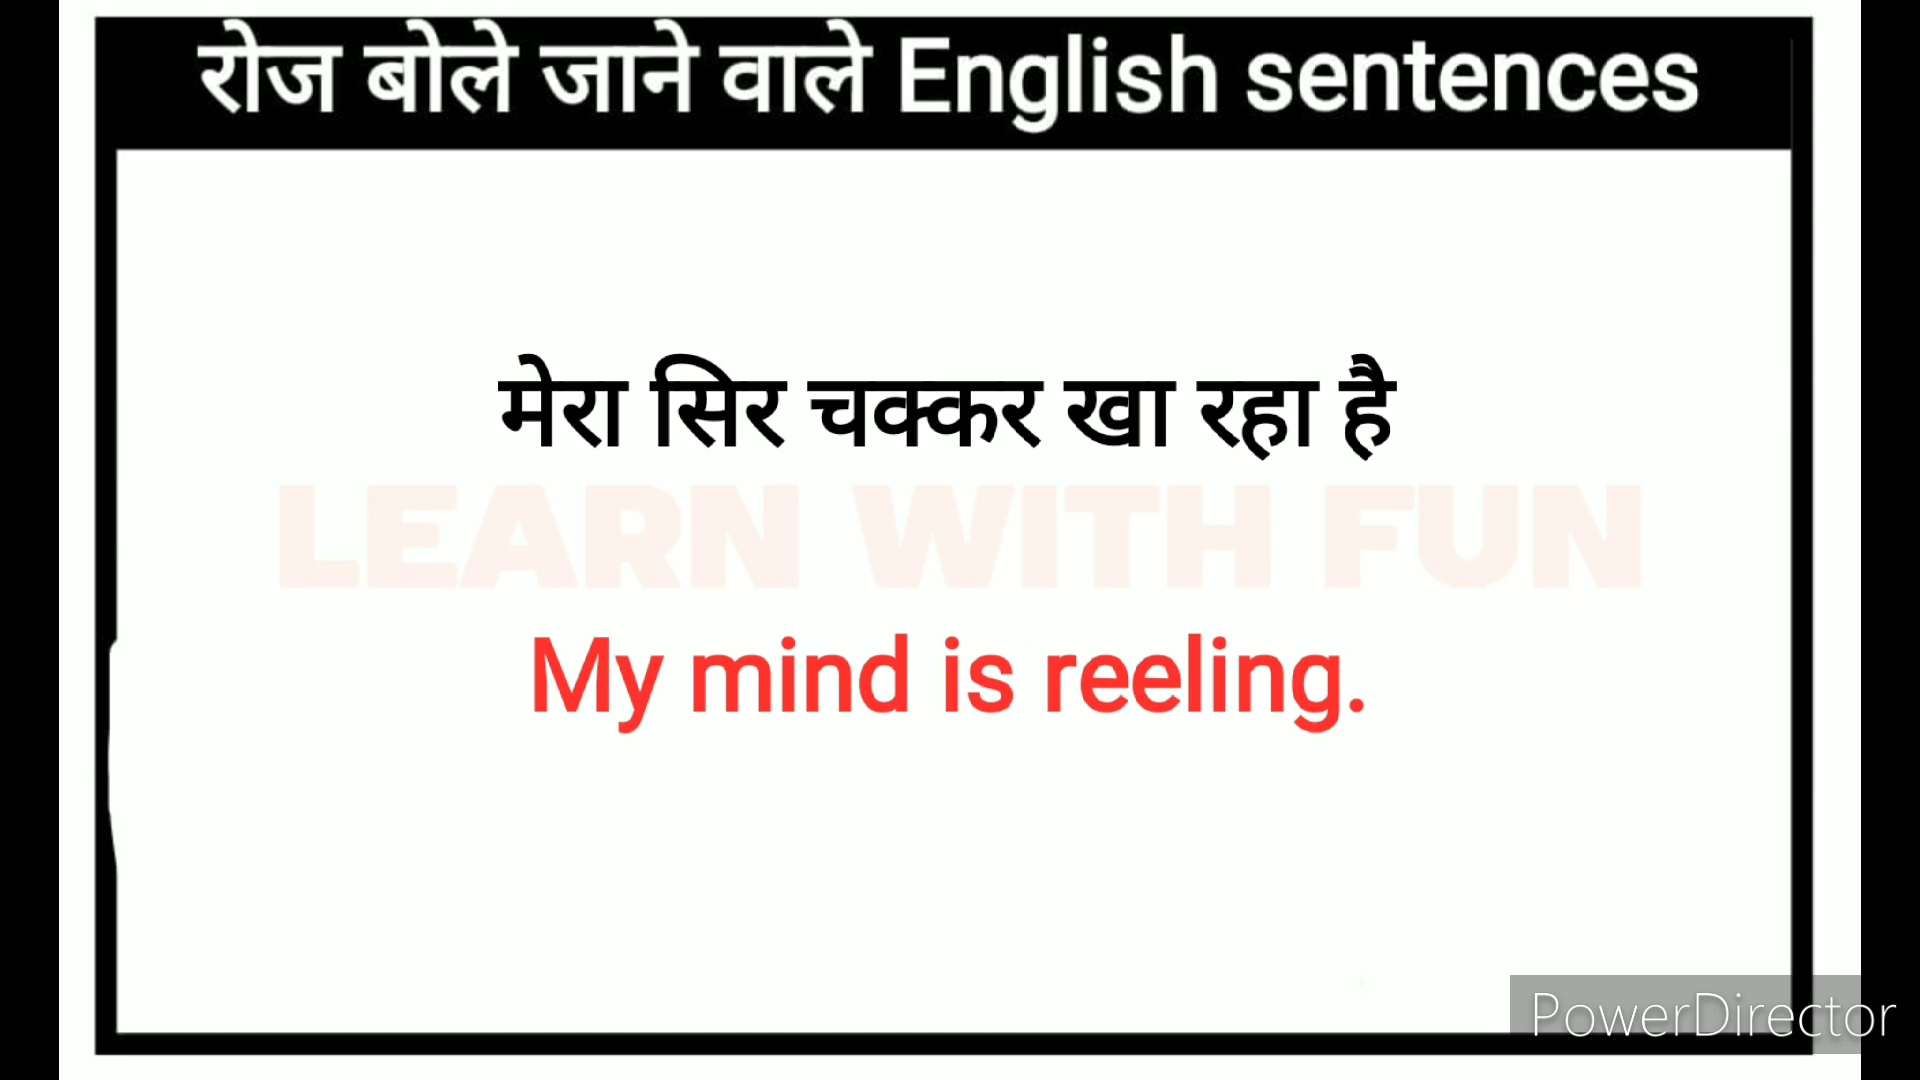 रोज बोले जाने वाले English sentences
मेरा सिर चक्कर खा रहा है
LEARN WITH FUN
My mind is reeling.
PowerDirector